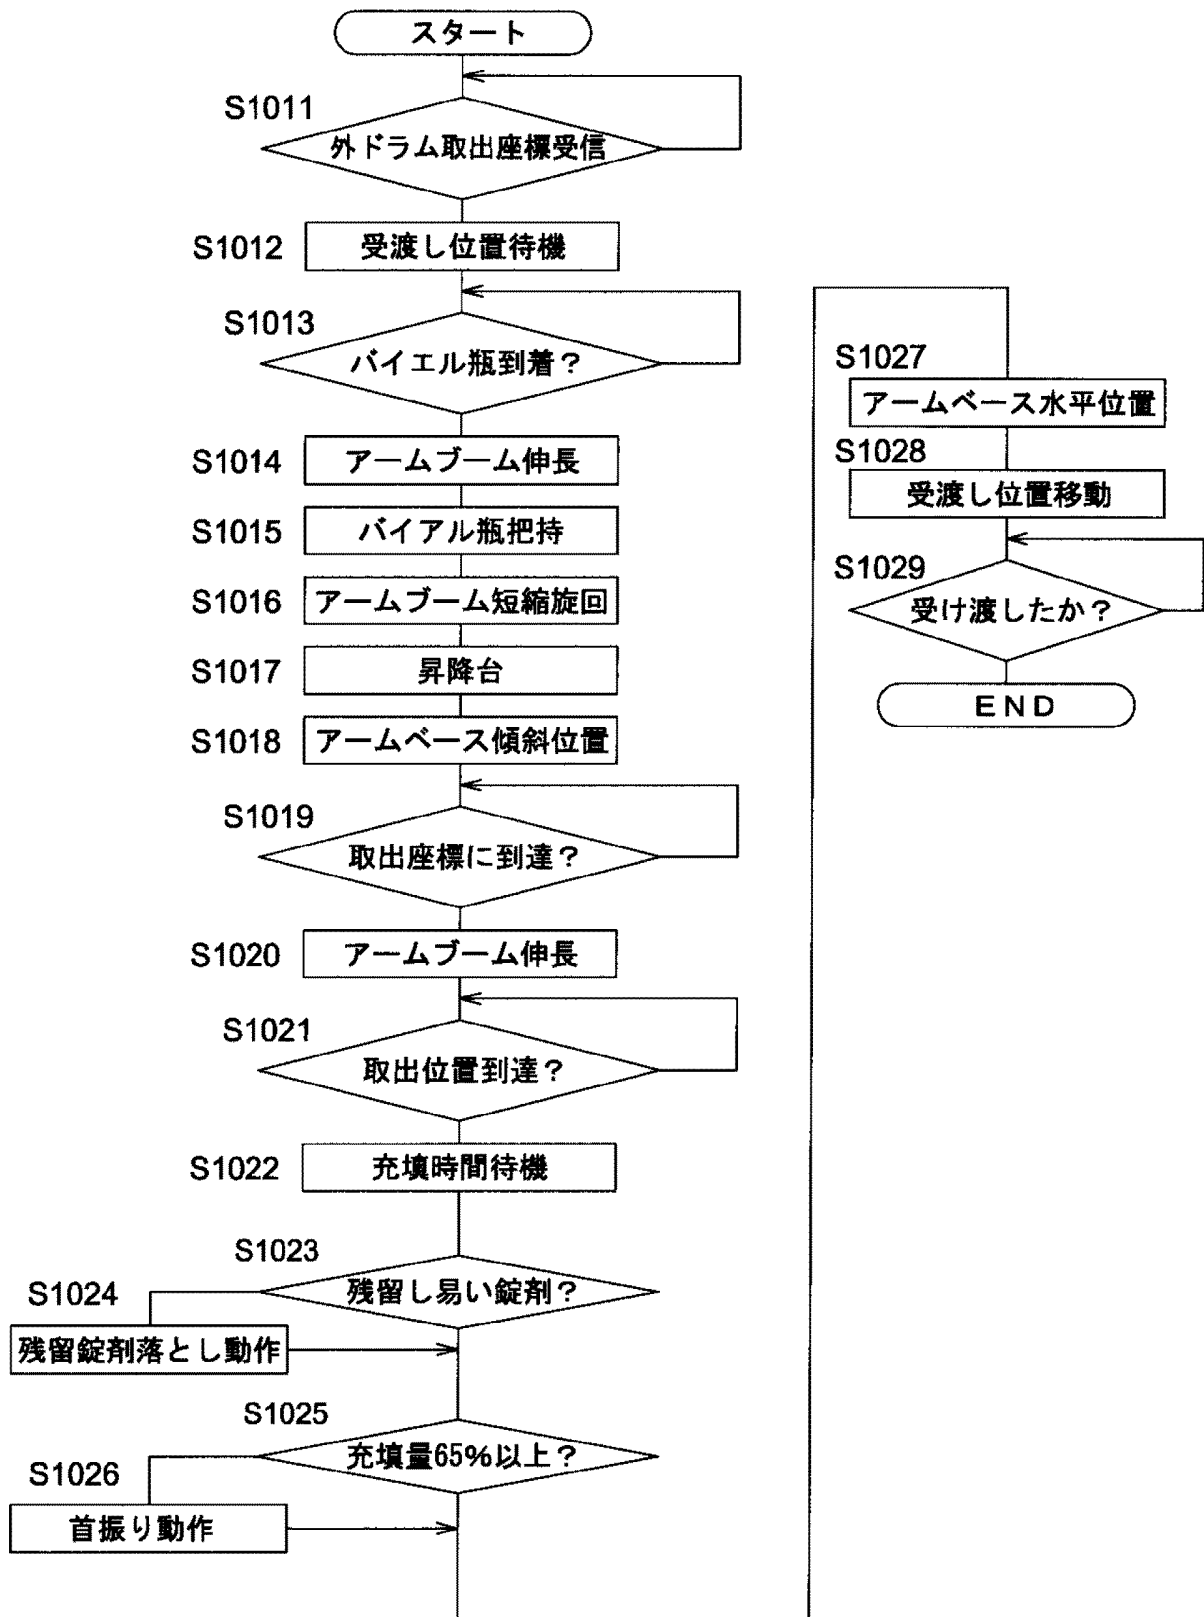 スタート
S1011
外ドラム取出座標受信
S1012
受渡し位置待機
S1013
バイエル瓶到着？
S1014
アームブーム伸長
S1015
バイアル瓶把持
S1016
アームブーム短縮旋回
S1017
昇降台
S1018
アームベース傾斜位置
S1019
取出座標に到達？
S1020
アームブーム伸長
S1021
取出位置到達？
S1022
充填時間待機
S1023
残留し易い錠剤？
S1024
残留錠剤落とし動作
S1025
充填量65%以上？
S1026
首振り動作
S1027
アームベース水平位置
S1028
受渡し位置移動
S1029
受け渡したか？
END